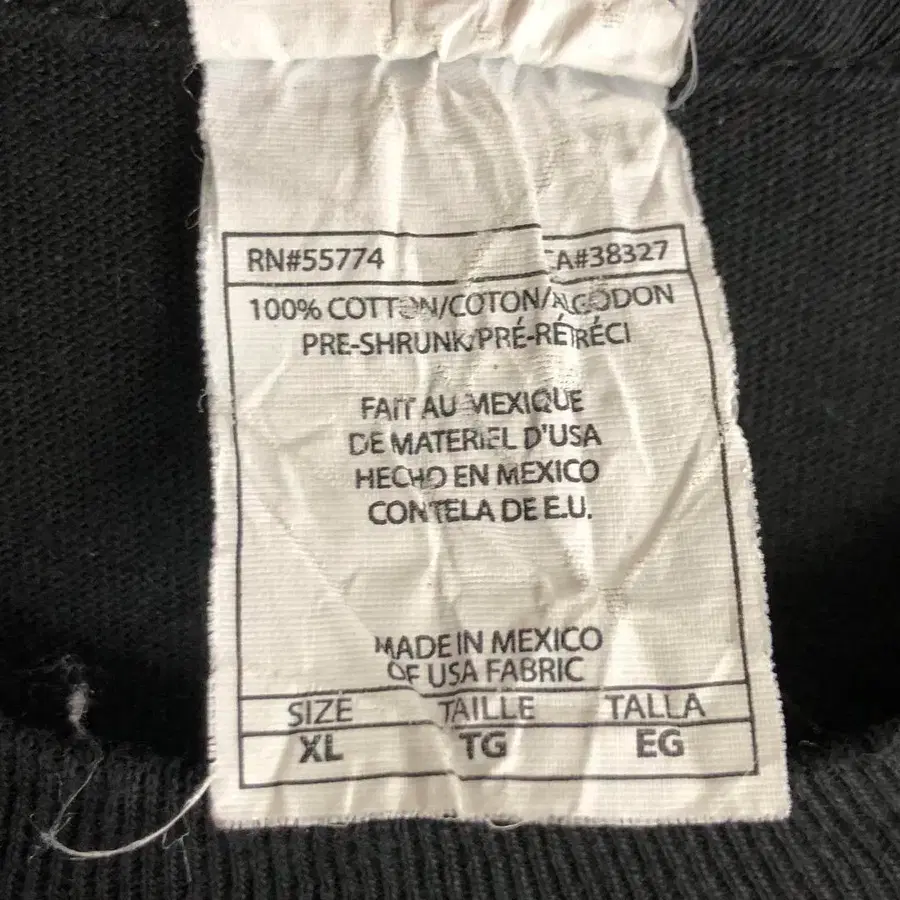 RN#55774 CA#38327
100% COTTON/COTON/ALGODON
PRE-SHRUNK/PRÉ-RÉTRÉCI
FAIT AU MEXIQUE
DE MATERIEL D'USA
HECHO EN MEXICO
CON TELA DE E.U.
MADE IN MEXICO
OF USA FABRIC
SIZE TAILLE TALLA
XL TG EG